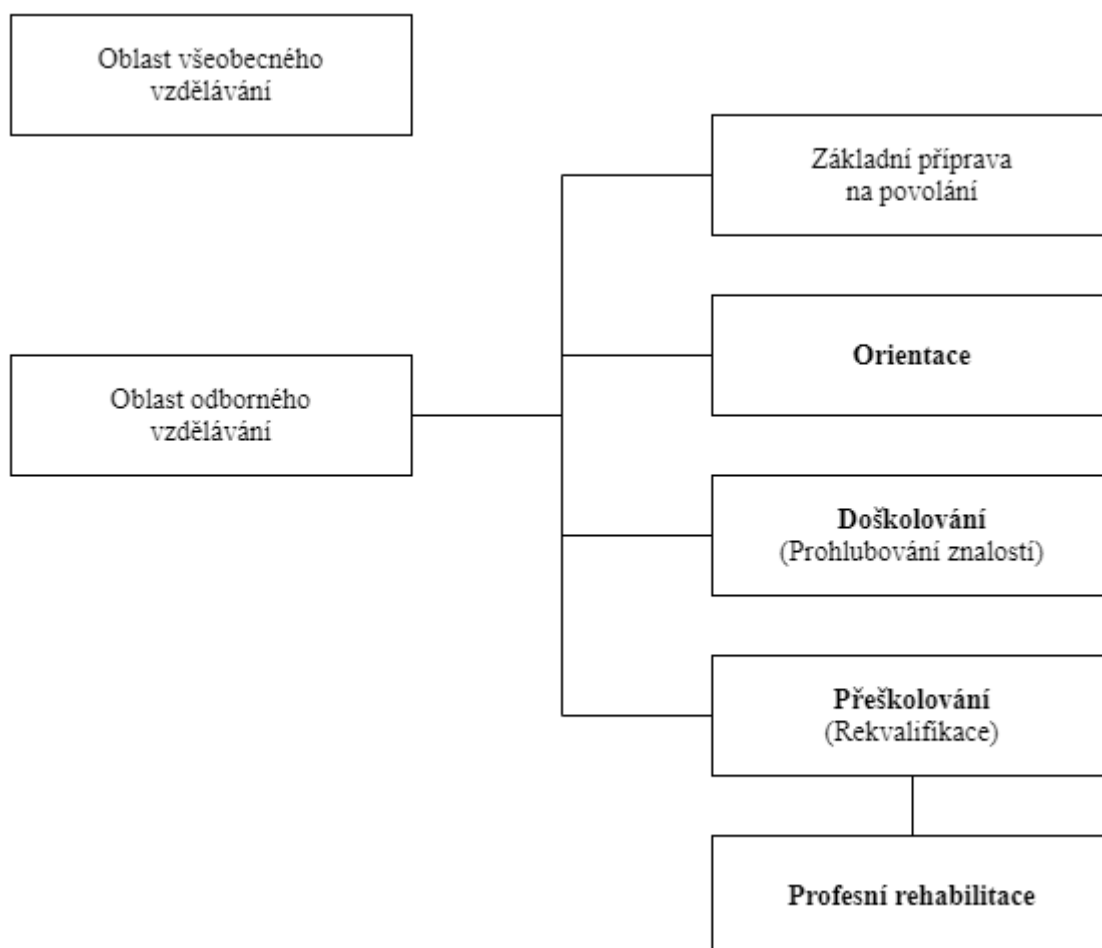 Oblast všeobecného
vzdělávání
Základní příprava
na povolání
Orientace
Oblast odborného
vzdělávání
Doškolování
(Prohlubování znalostí)
Přeškolování
(Rekvalifikace)
Profesní rehabilitace